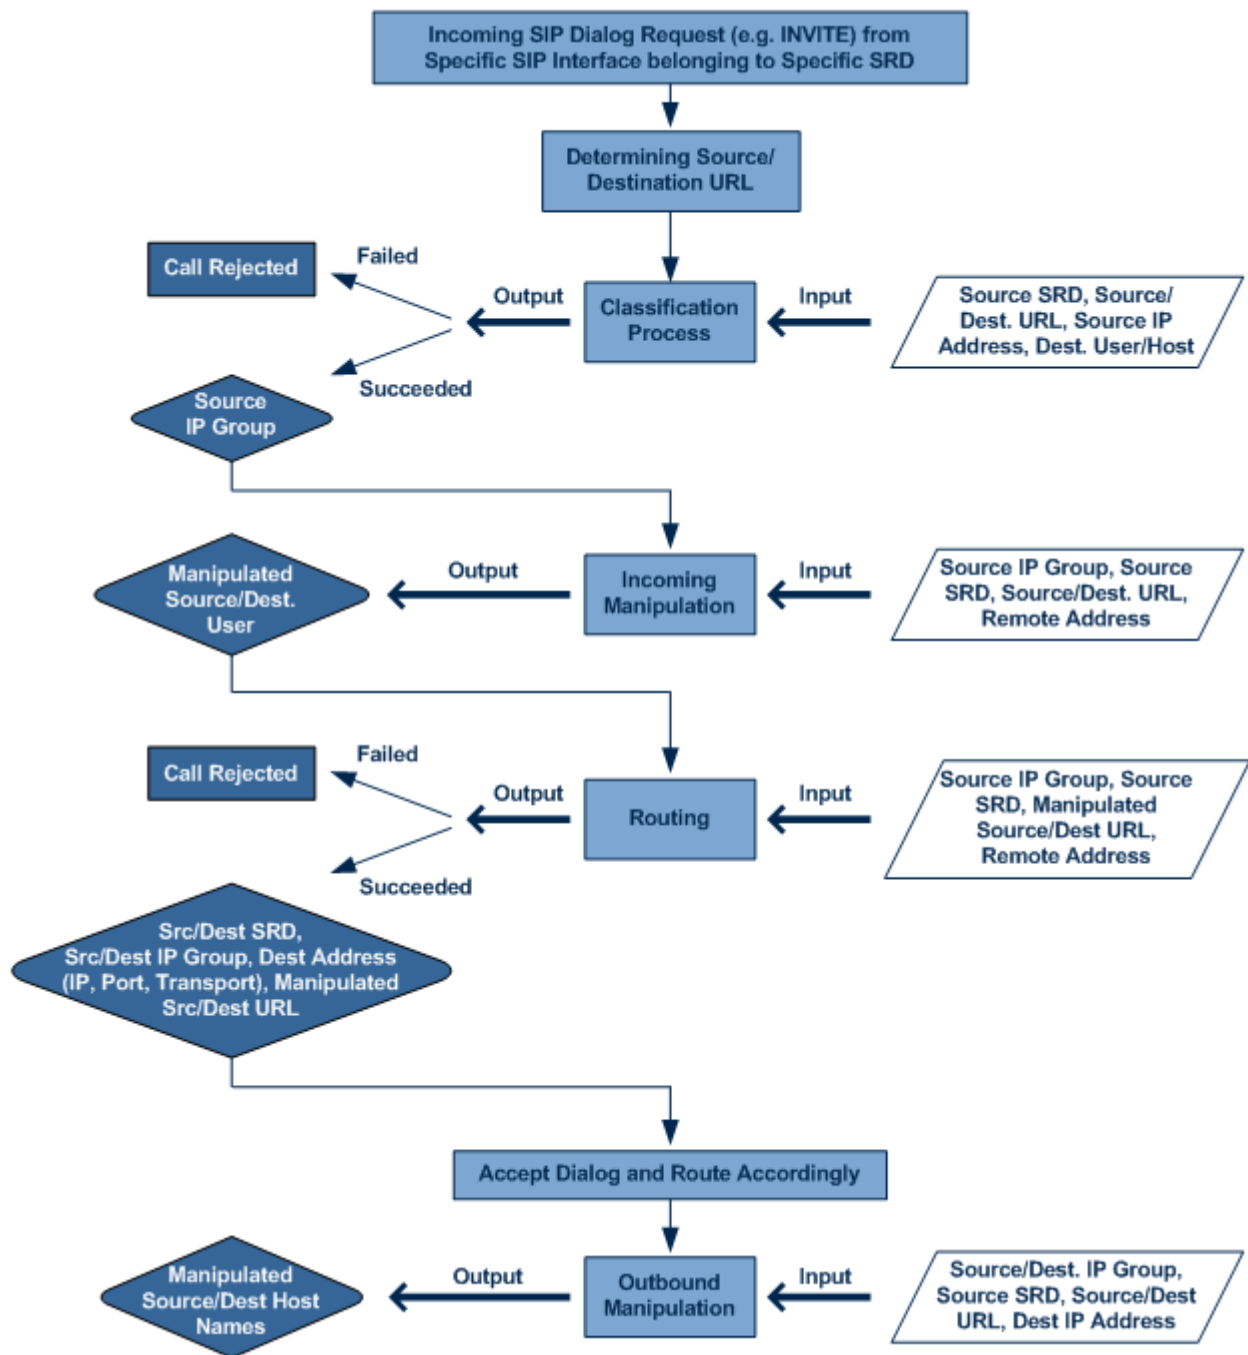 Incoming SIP Dialog Request (e.g. INVITE) from
Specific SIP Interface belonging to Specific SRD
Determining Source/
Destination URL
Call Rejected
Failed
Output
Classification
Process
Input
Source SRD, Source/
Dest. URL, Source IP
Address, Dest. User/Host
Succeeded
Source
IP Group
Manipulated
Source/Dest.
User
Output
Incoming
Manipulation
Input
Source IP Group, Source
SRD, Source/Dest. URL,
Remote Address
Call Rejected
Failed
Output
Routing
Input
Source IP Group, Source
SRD, Manipulated
Source/Dest URL,
Remote Address
Succeeded
Src/Dest SRD,
Src/Dest IP Group, Dest Address
(IP, Port, Transport), Manipulated
Src/Dest URL
Accept Dialog and Route Accordingly
Manipulated
Source/Dest Host
Names
Output
Outbound
Manipulation
Input
Source/Dest. IP Group,
Source SRD, Source/Dest
URL, Dest IP Address